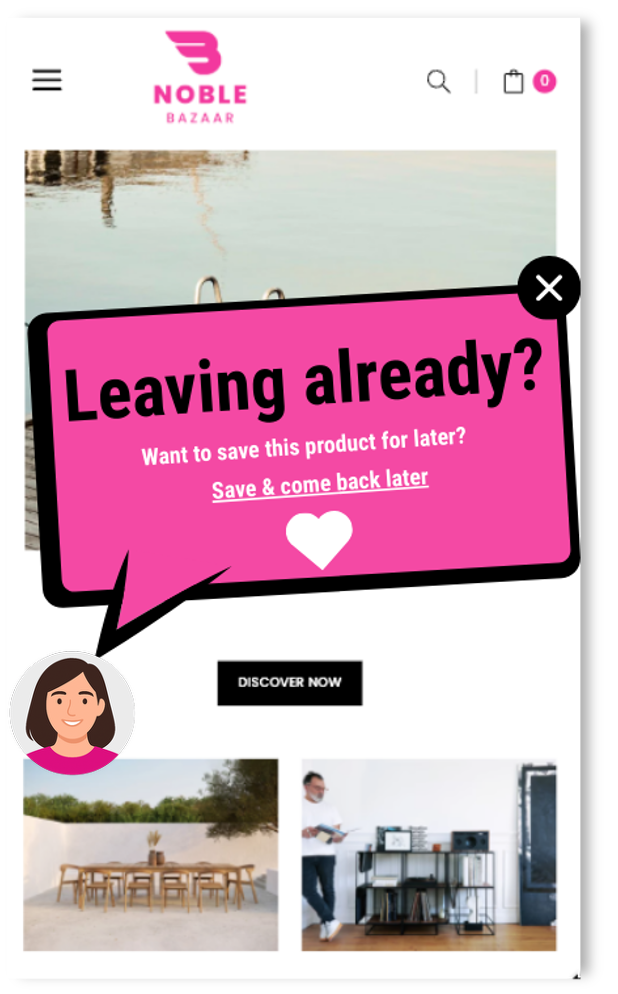 NOBLE
BAZAAR
0
Leaving already?
Want to save this product for later?
Save & come back later
DISCOVER NOW